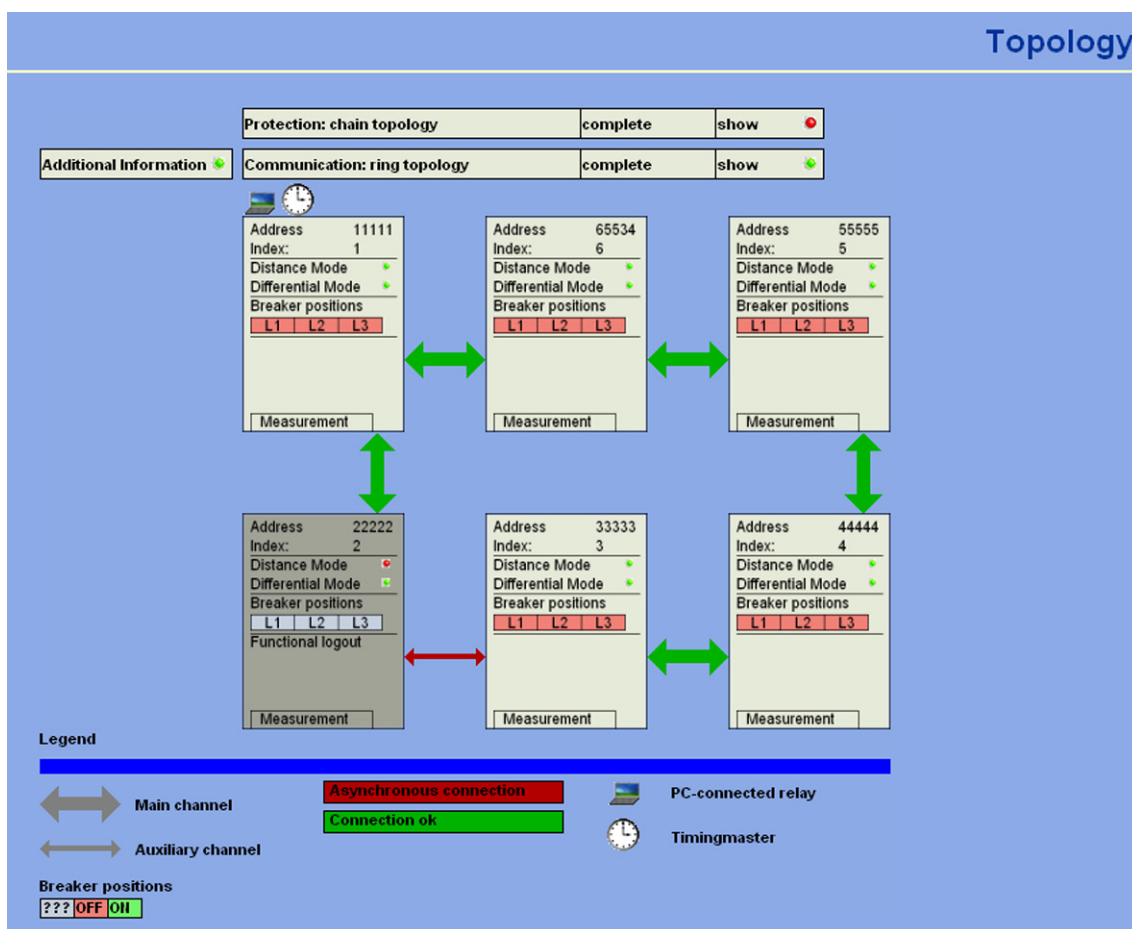 Topology
Protection: chain topology complete show
Additional Information Communication: ring topology complete show
Address 11111 Address 65534 Address 55555
Index: 1 Index: 6 Index: 5
Distance Mode Distance Mode Distance Mode
Differential Mode Differential Mode Differential Mode
Breaker positions Breaker positions Breaker positions
L1 L2 L3 L1 L2 L3 L1 L2 L3
Measurement Measurement Measurement
Address 22222 Address 33333 Address 44444
Index: 2 Index: 3 Index: 4
Distance Mode Distance Mode Distance Mode
Differential Mode Differential Mode Differential Mode
Breaker positions Breaker positions Breaker positions
L1 L2 L3 L1 L2 L3 L1 L2 L3
Functional logout
Measurement Measurement Measurement
Legend
Main channel Asynchronous connection PC-connected relay
Connection ok
Auxiliary channel Timingmaster
Breaker positions
??? OFF ON